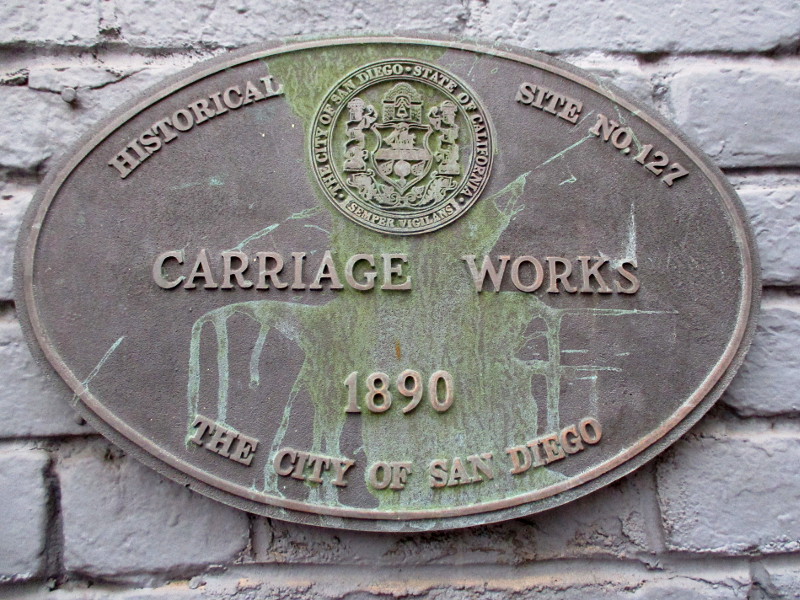 HISTORICAL SITE NO. 127
THE CITY OF SAN DIEGO • STATE OF CALIFORNIA
SEMPER VIGILANS
CARRIAGE WORKS
1890
THE CITY OF SAN DIEGO